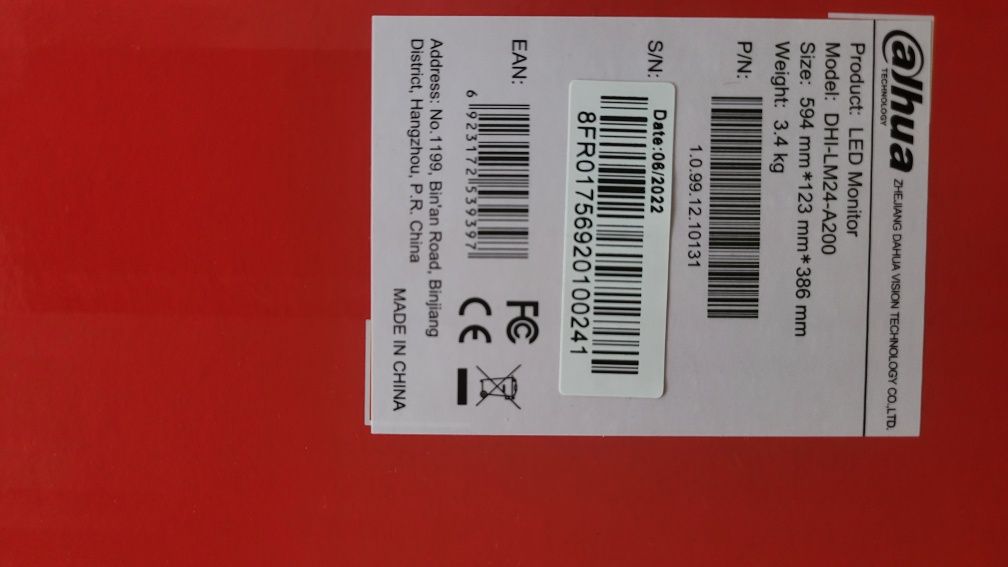 alhua ZHEJIANG DAHUA VISION TECHNOLOGY CO.,LTD.
TECHNOLOGY
Product: LED Monitor
Model: DHI-LM24-A200
Size: 594 mm*123 mm*386 mm
Weight: 3.4 kg
P/N:
1.0.99.12.10131
S/N:
Date:06/2022
8FR01756920100241
EAN:
6 923172 539397
FC CE
Address: No.1199, Bin'an Road, Binjiang
District, Hangzhou, P.R. China
MADE IN CHINA